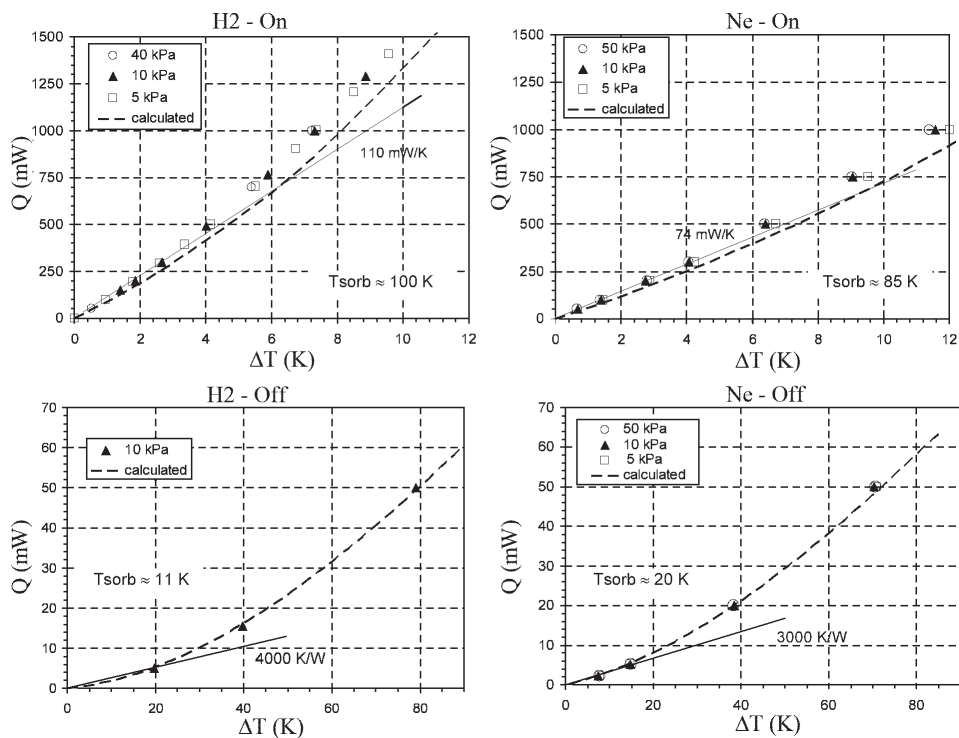 H2 - On
Q (mW)
1500
1250
1000
750
500
250
0
40 kPa
10 kPa
5 kPa
calculated
110 mW/K
Tsorb ≈ 100 K
0 2 4 6 8 10 12
ΔT (K)
Ne - On
Q (mW)
1500
1250
1000
750
500
250
0
50 kPa
10 kPa
5 kPa
calculated
74 mW/K
Tsorb ≈ 85 K
0 2 4 6 8 10 12
ΔT (K)
H2 - Off
Q (mW)
70
60
50
40
30
20
10
0
10 kPa
calculated
Tsorb ≈ 11 K
4000 K/W
0 20 40 60 80
ΔT (K)
Ne - Off
Q (mW)
70
60
50
40
30
20
10
0
50 kPa
10 kPa
5 kPa
calculated
Tsorb ≈ 20 K
3000 K/W
0 20 40 60 80
ΔT (K)